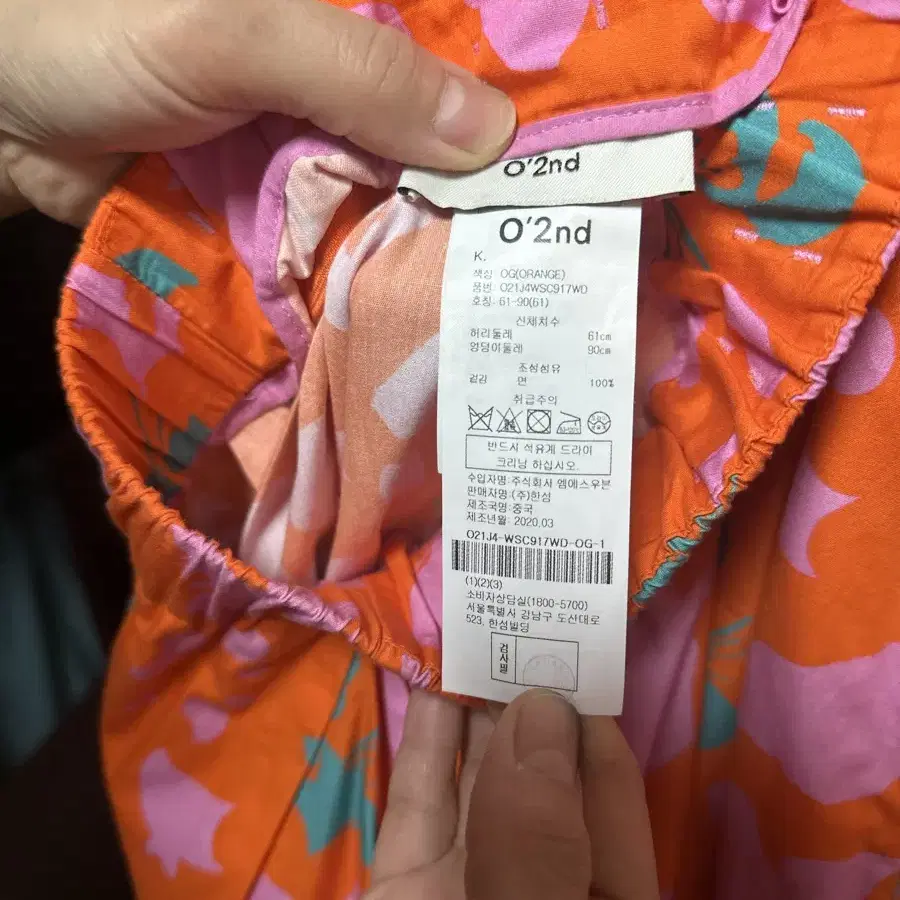 O'2nd
O'2nd
K.
색상: OG(ORANGE)
품번: O21J4WSC917WD
호칭: 61-90(61)
신체치수
허리둘레 61cm
엉덩이둘레 90cm
조성섬유
겉감 면 100%
취급주의
반드시 석유계 드라이
크리닝 하십시오.
수입자명:주식회사 엠에스우븐
판매자명:(주)한섬
제조국명:중국
제조년월:2020.03
O21J4-WSC917WD-OG-1
(1)(2)(3)
소비자상담실(1800-5700)
서울특별시 강남구 도산대로
523, 한섬빌딩
검사필